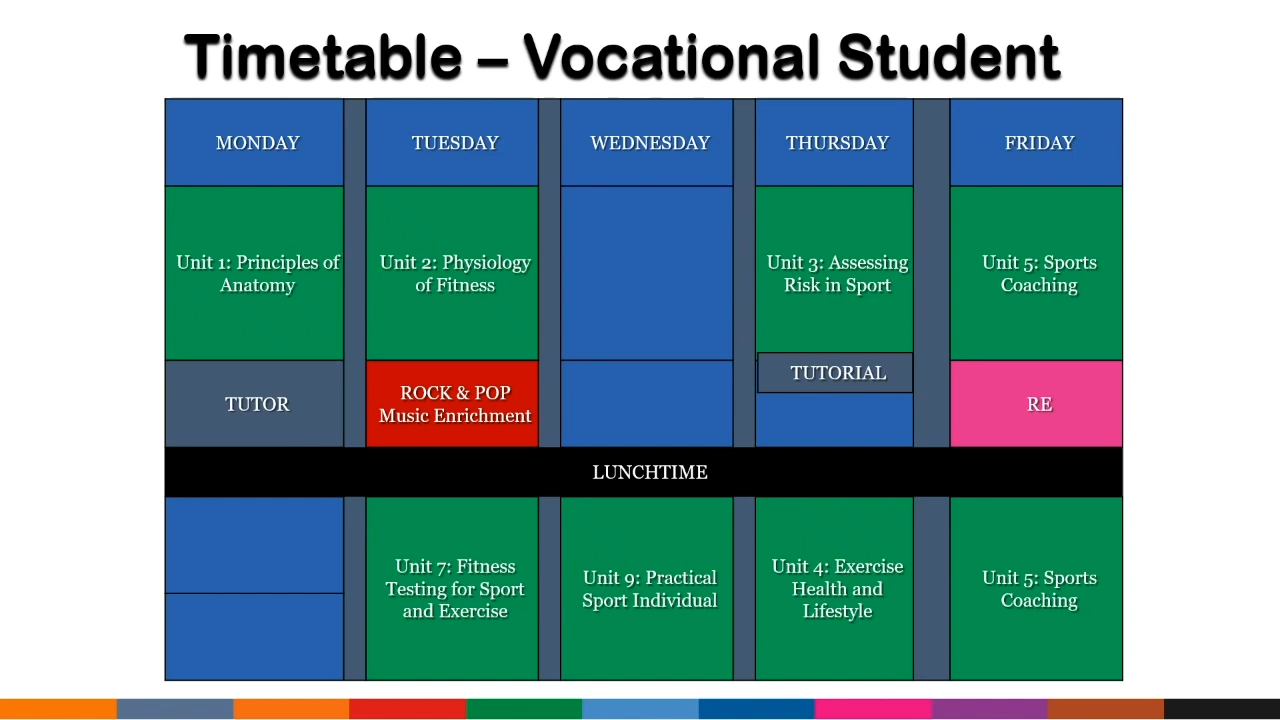 Timetable – Vocational Student
MONDAY
TUESDAY
WEDNESDAY
THURSDAY
FRIDAY
Unit 1: Principles of
Anatomy
Unit 2: Physiology
of Fitness
Unit 3: Assessing
Risk in Sport
Unit 5: Sports
Coaching
TUTOR
ROCK & POP
Music Enrichment
TUTORIAL
RE
LUNCHTIME
Unit 7: Fitness
Testing for Sport
and Exercise
Unit 9: Practical
Sport Individual
Unit 4: Exercise
Health and
Lifestyle
Unit 5: Sports
Coaching